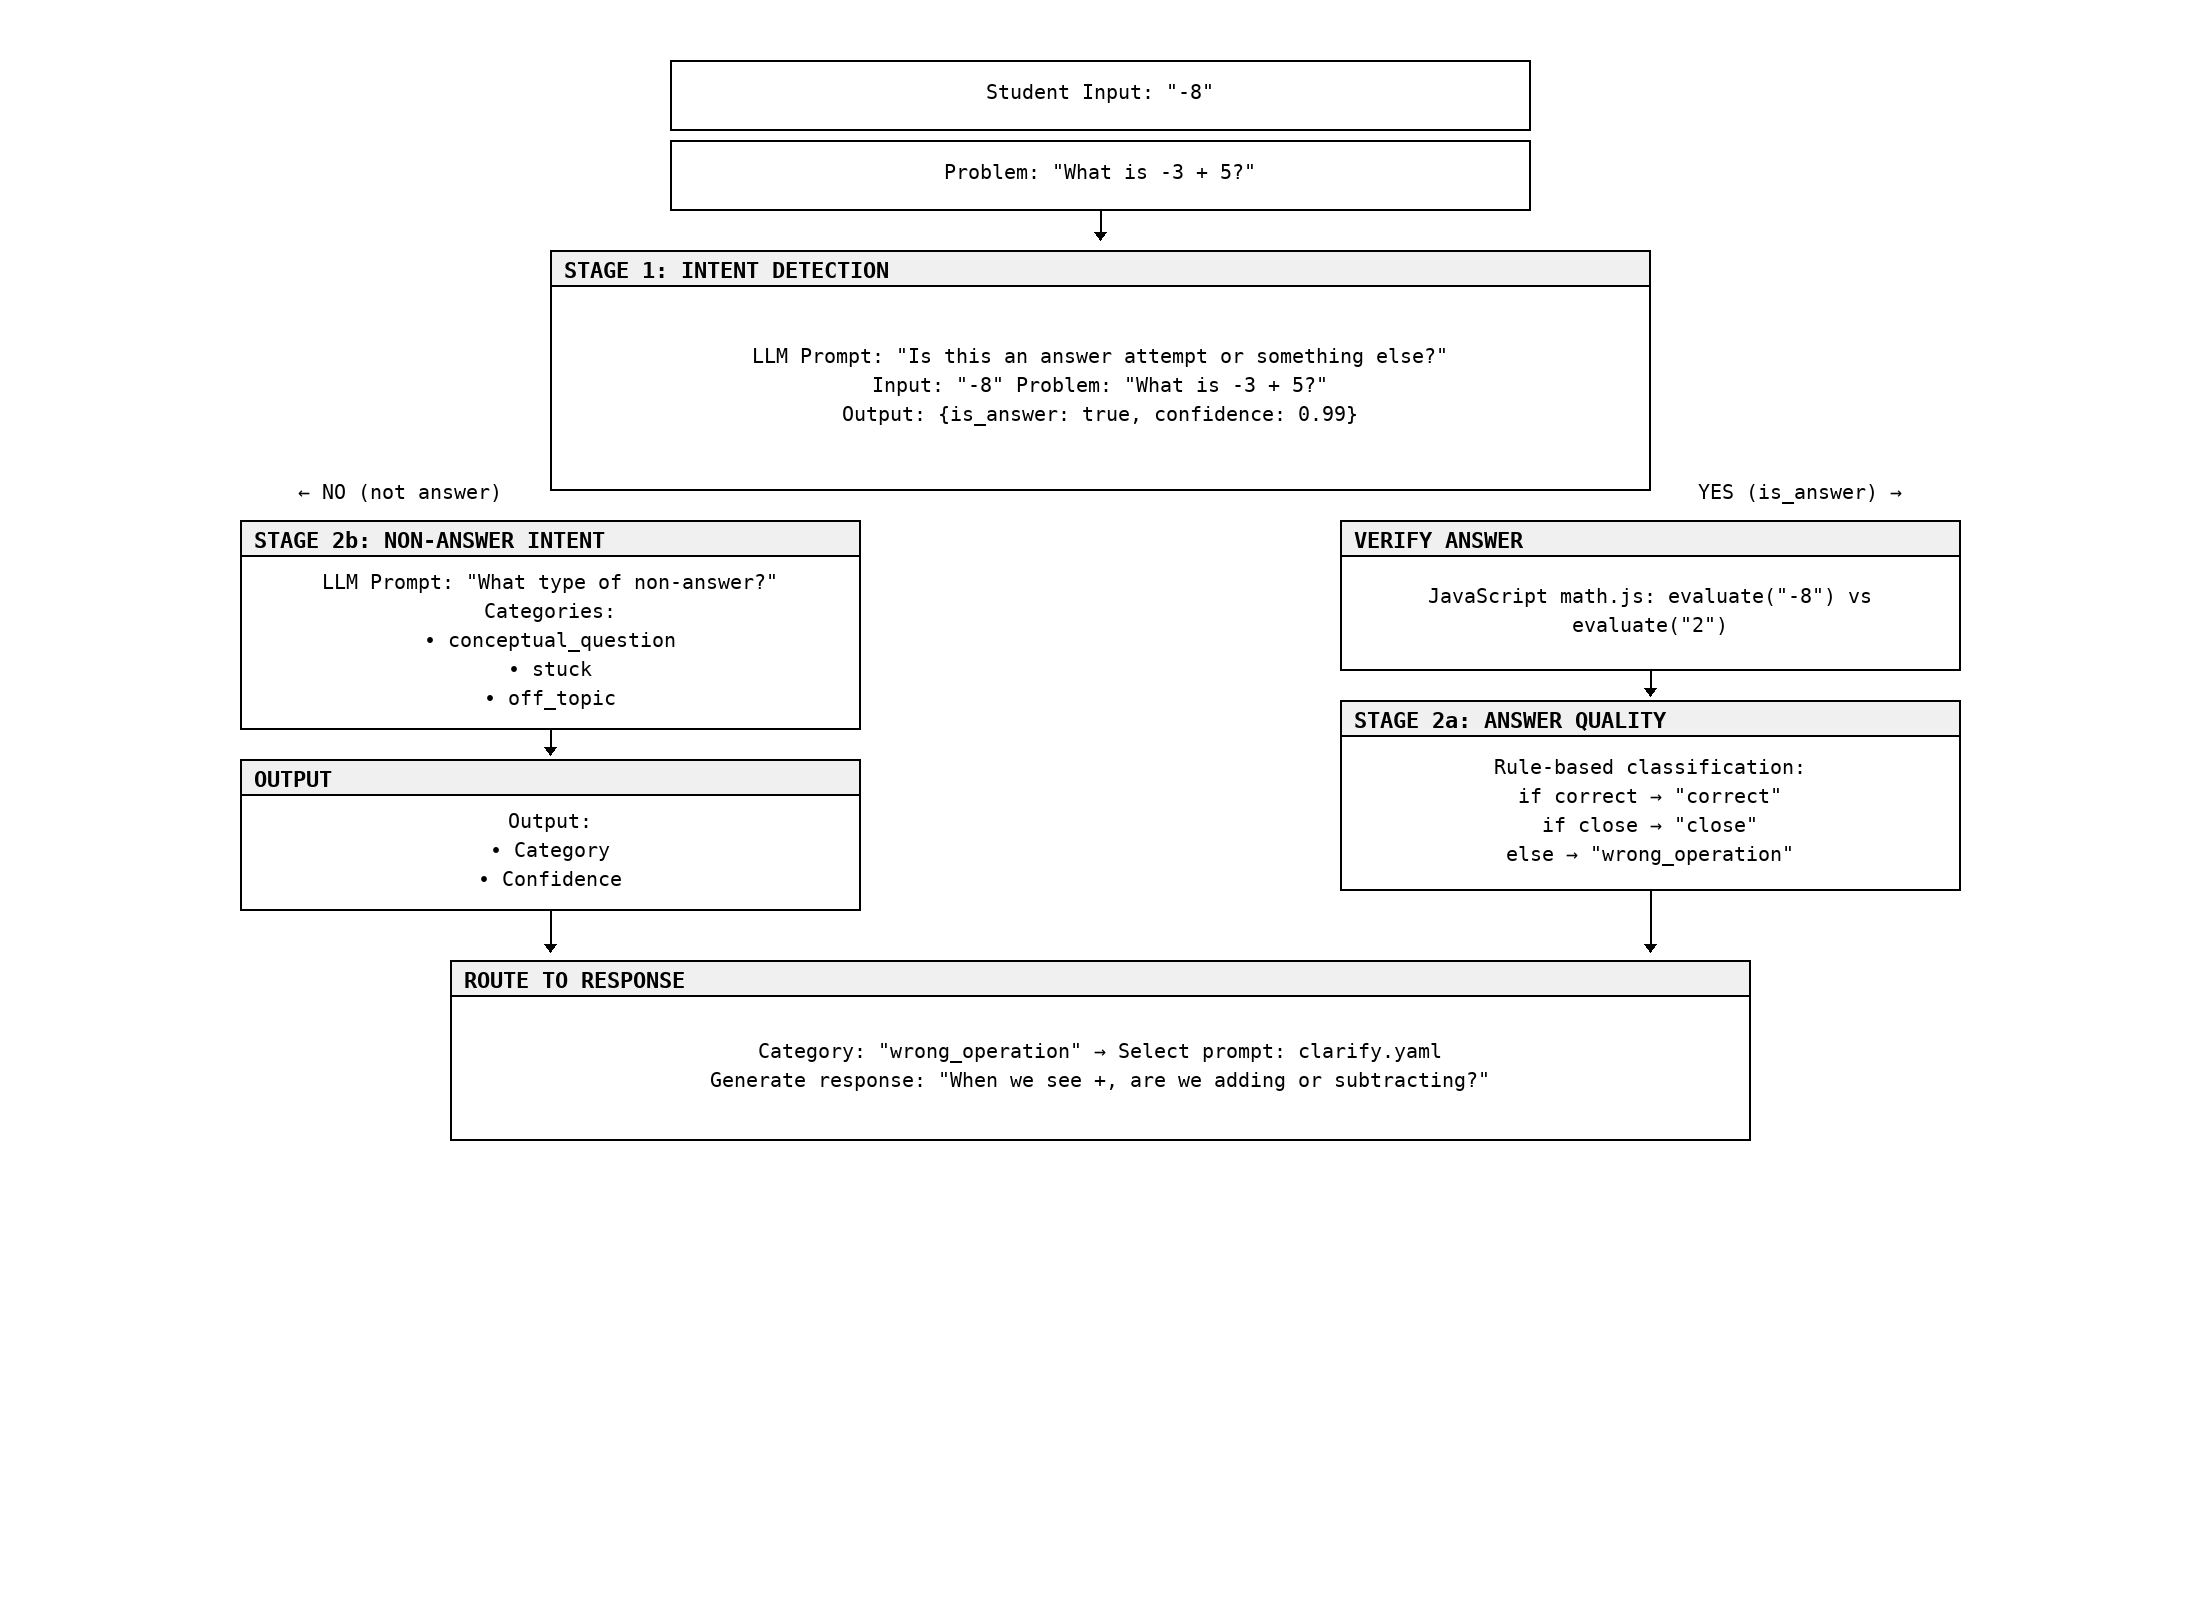 Student Input: "-8"
Problem: "What is -3 + 5?"
STAGE 1: INTENT DETECTION
LLM Prompt: "Is this an answer attempt or something else?"
Input: "-8" Problem: "What is -3 + 5?"
Output: {is_answer: true, confidence: 0.99}
← NO (not answer)
YES (is_answer) →
STAGE 2b: NON-ANSWER INTENT
LLM Prompt: "What type of non-answer?"
Categories:
• conceptual_question
• stuck
• off_topic
OUTPUT
Output:
• Category
• Confidence
VERIFY ANSWER
JavaScript math.js: evaluate("-8") vs
evaluate("2")
STAGE 2a: ANSWER QUALITY
Rule-based classification:
if correct → "correct"
if close → "close"
else → "wrong_operation"
ROUTE TO RESPONSE
Category: "wrong_operation" → Select prompt: clarify.yaml
Generate response: "When we see +, are we adding or subtracting?"